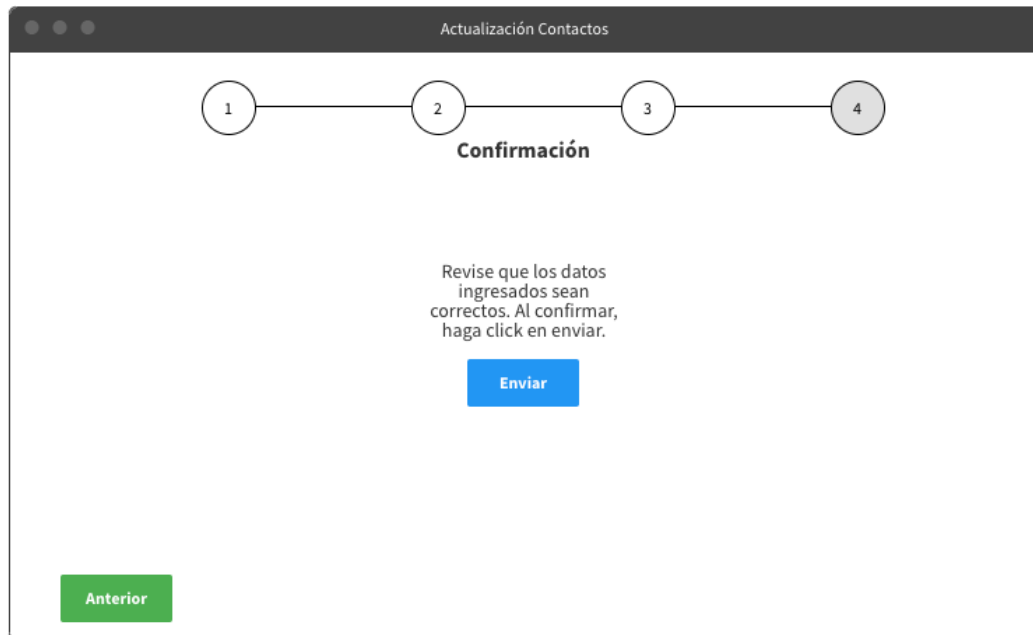 Actualización Contactos
1 2 3 4
Confirmación
Revise que los datos
ingresados sean
correctos. Al confirmar,
haga click en enviar.
Enviar
Anterior